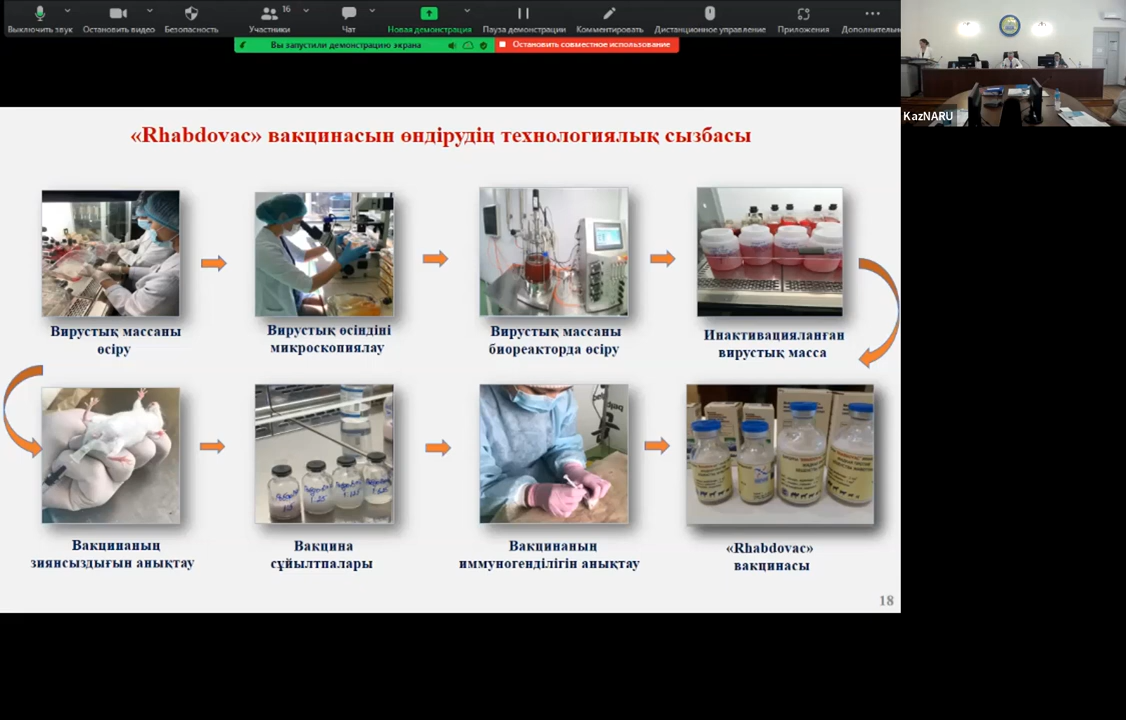 16
Выключить звук
Остановить видео
Безопасность
Участники
Чат
Новая демонстрация
Пауза демонстрации
Комментировать
Дистанционное управление
Приложения
Дополнительн
Вы запустили демонстрацию экрана
Остановить совместное использование
KazNARU
«Rhabdovac» вакцинасын өндірудің технологиялық сызбасы
Вирустық массаны
өсіру
Вирустық өсіндіні
микроскопиялау
Вирустық массаны
биореакторда өсіру
Инактивацияланған
вирустық масса
Вакцинаның
зиянсыздығын анықтау
Вакцина
сұйылтпалары
Вакцинаның
иммуногенділігін анықтау
«Rhabdovac»
вакцинасы
18